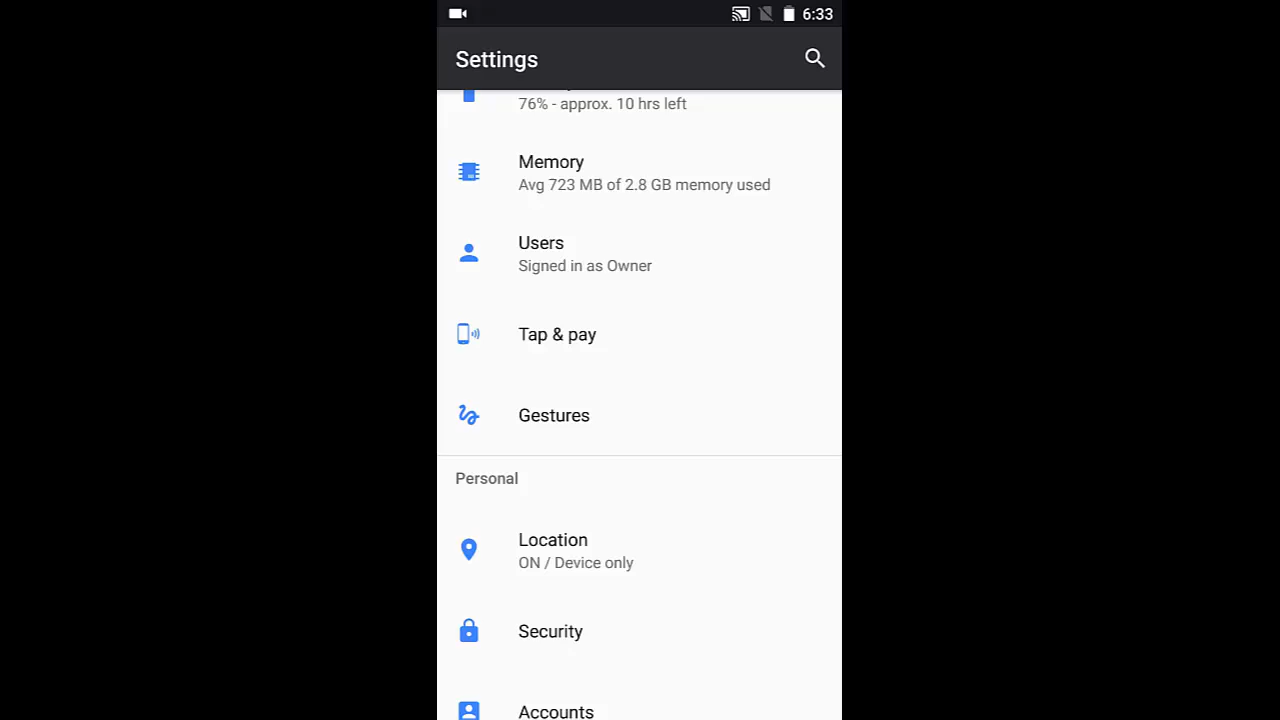 6:33
Settings
76% - approx. 10 hrs left
Memory
Avg 723 MB of 2.8 GB memory used
Users
Signed in as Owner
Tap & pay
Gestures
Personal
Location
ON / Device only
Security
Accounts